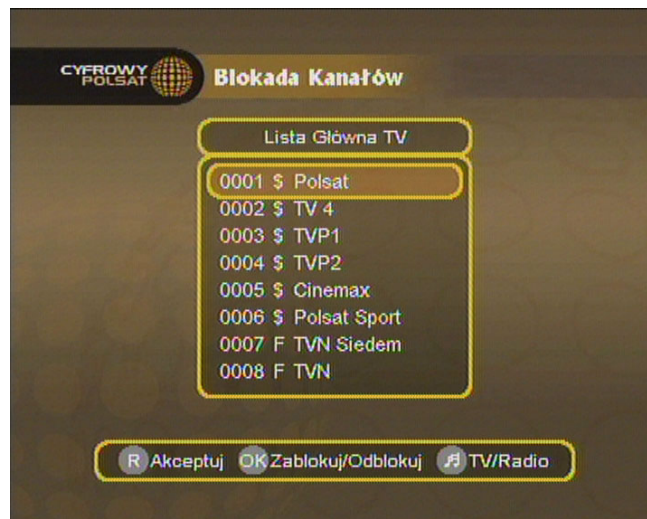 CYFROWY
POLSAT
Blokada Kanałów
Lista Główna TV
0001 $ Polsat
0002 $ TV 4
0003 $ TVP1
0004 $ TVP2
0005 $ Cinemax
0006 $ Polsat Sport
0007 F TVN Siedem
0008 F TVN
R Akceptuj OK Zablokuj/Odblokuj TV/Radio